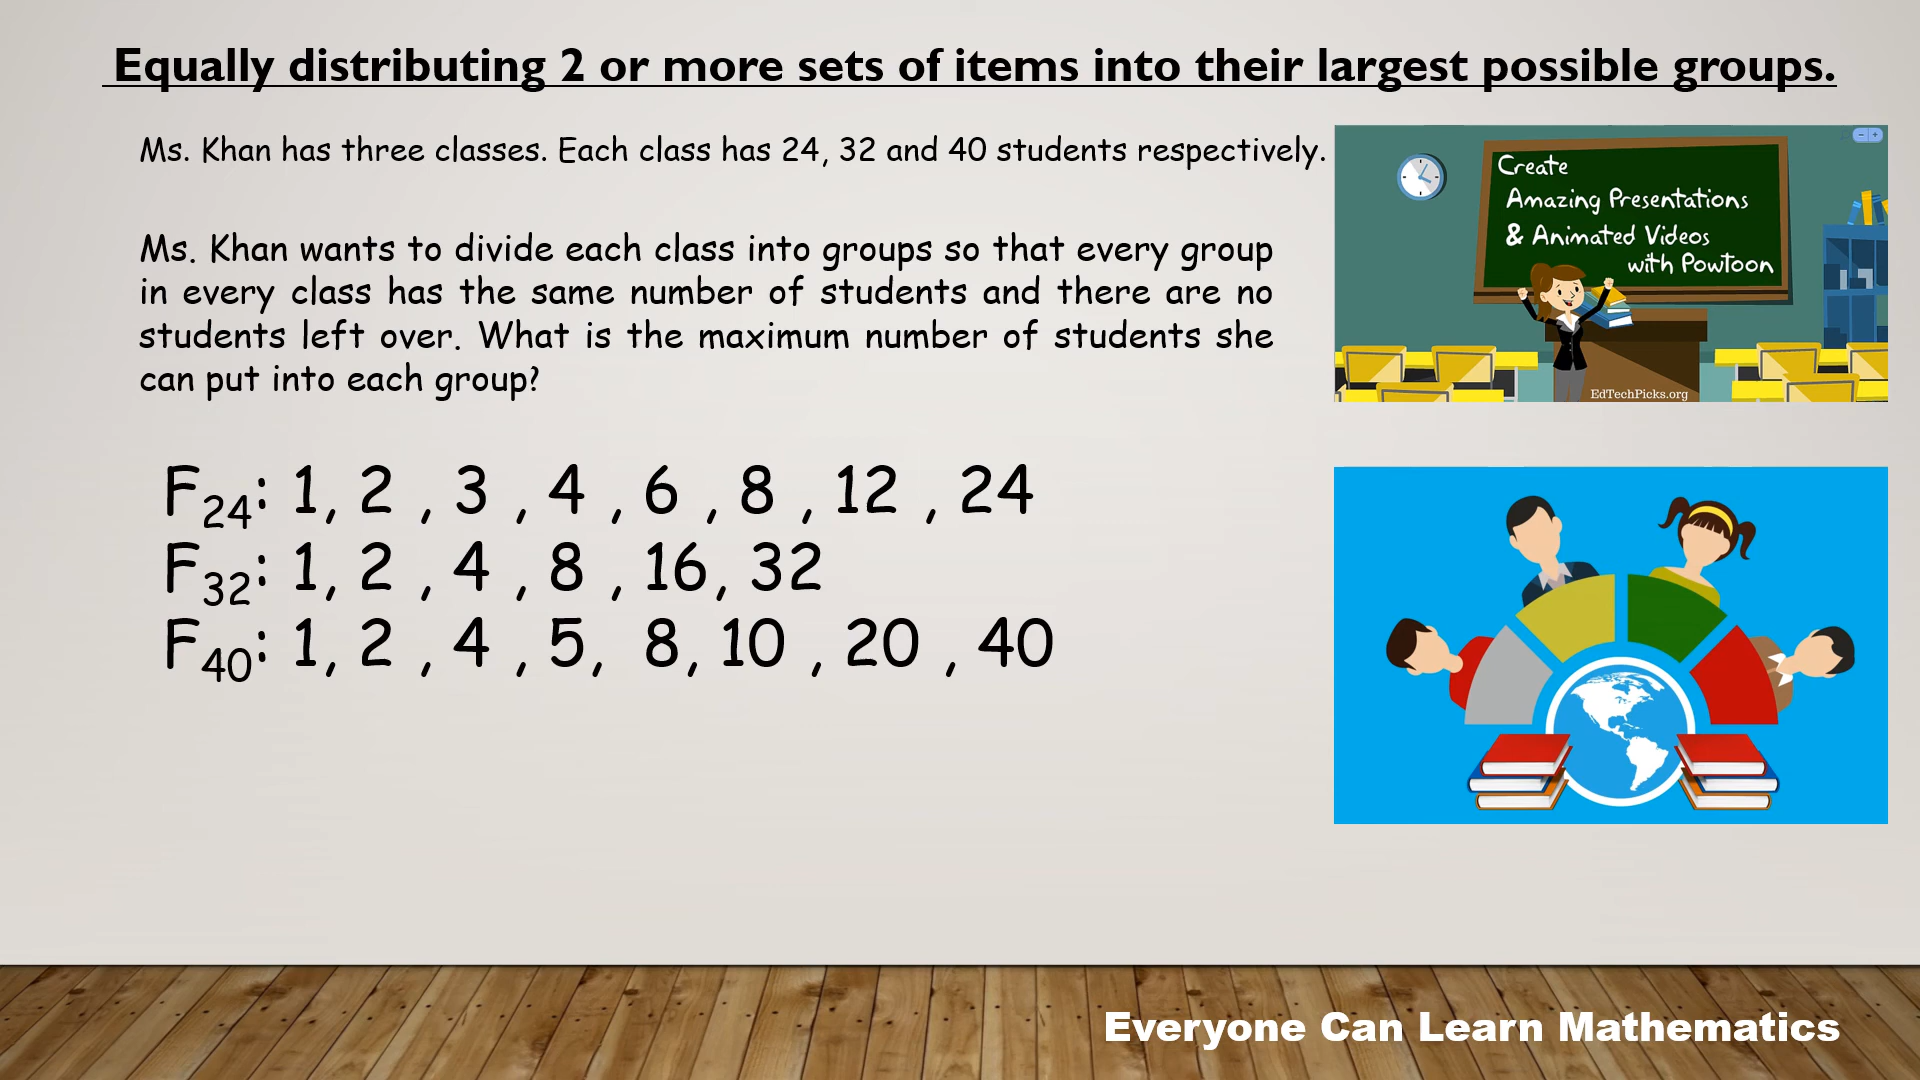 Equally distributing 2 or more sets of items into their largest possible groups.
Ms. Khan has three classes. Each class has 24, 32 and 40 students respectively.
Ms. Khan wants to divide each class into groups so that every group
in every class has the same number of students and there are no
students left over. What is the maximum number of students she
can put into each group?
F24: 1, 2 , 3 , 4 , 6 , 8 , 12 , 24
F32: 1, 2 , 4 , 8 , 16, 32
F40: 1, 2 , 4 , 5, 8, 10 , 20 , 40
Create
Amazing Presentations
& Animated Videos
with Powtoon
EdTechPicks.org
Everyone Can Learn Mathematics